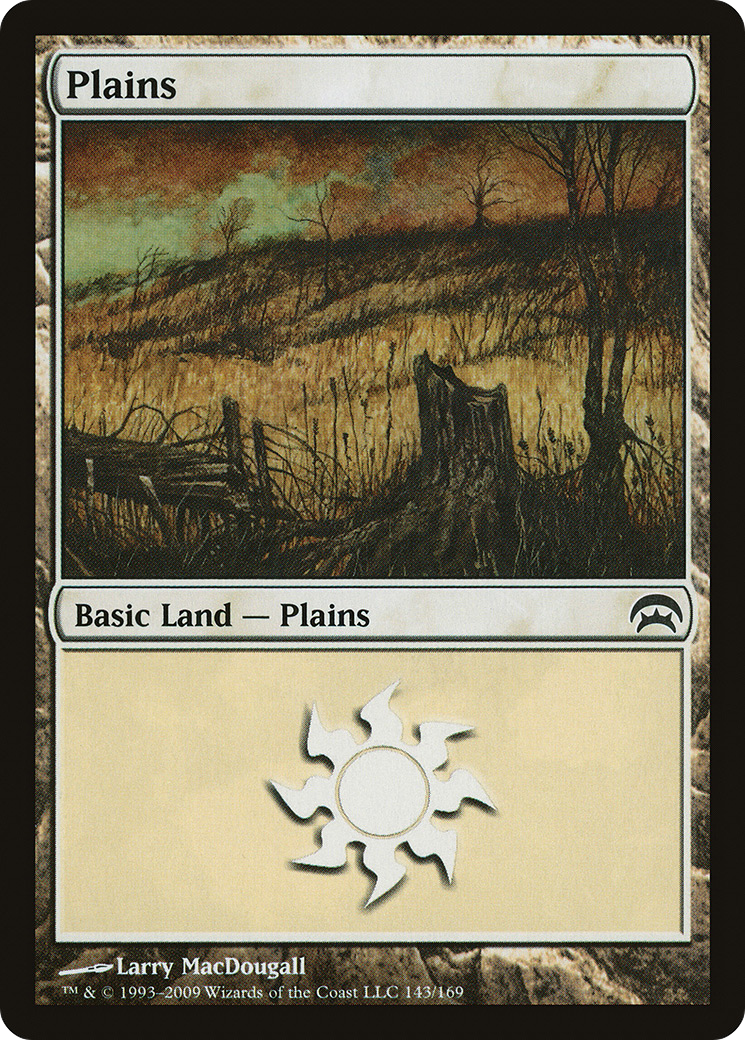 Plains
Basic Land — Plains
Larry MacDougall
™ & © 1993–2009 Wizards of the Coast LLC 143/169